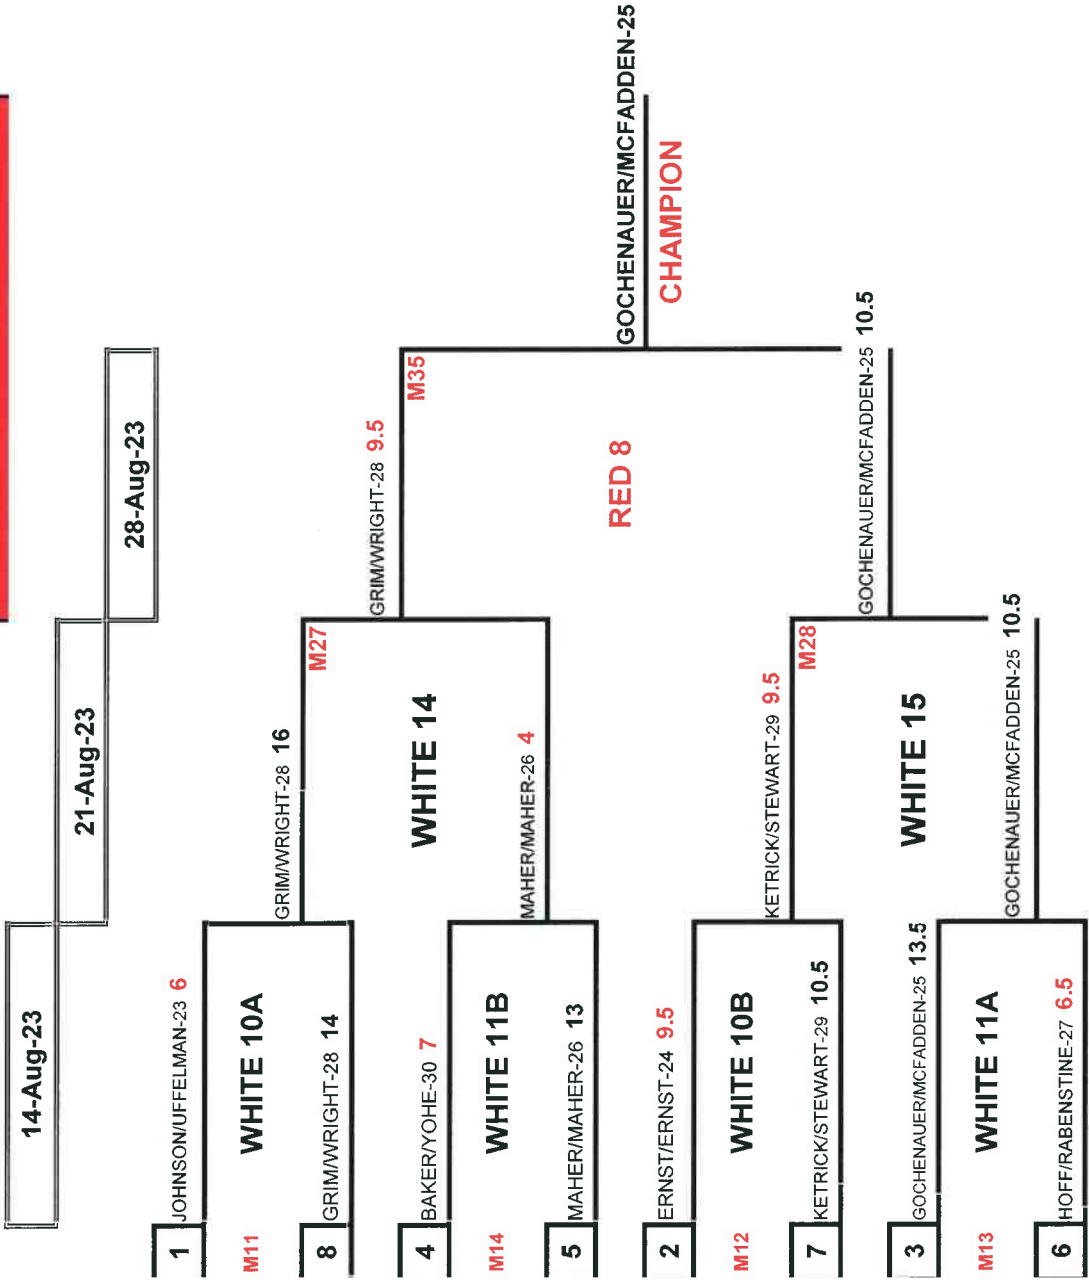 14-Aug-23
21-Aug-23
28-Aug-23
1
JOHNSON/UFFELMAN-23 6
M11
WHITE 10A
8
GRIM/WRIGHT-28 14
GRIM/WRIGHT-28 16
M27
4
BAKER/YOHE-30 7
M14
WHITE 11B
5
MAHER/MAHER-26 13
MAHER/MAHER-26 4
WHITE 14
GRIM/WRIGHT-28 9.5
M35
2
ERNST/ERNST-24 9.5
M12
WHITE 10B
7
KETRICK/STEWART-29 10.5
KETRICK/STEWART-29 9.5
M28
3
GOCHENAUER/MCFADDEN-25 13.5
M13
WHITE 11A
6
HOFF/RABENSTINE-27 6.5
GOCHENAUER/MCFADDEN-25 10.5
WHITE 15
GOCHENAUER/MCFADDEN-25 10.5
RED 8
GOCHENAUER/MCFADDEN-25
CHAMPION